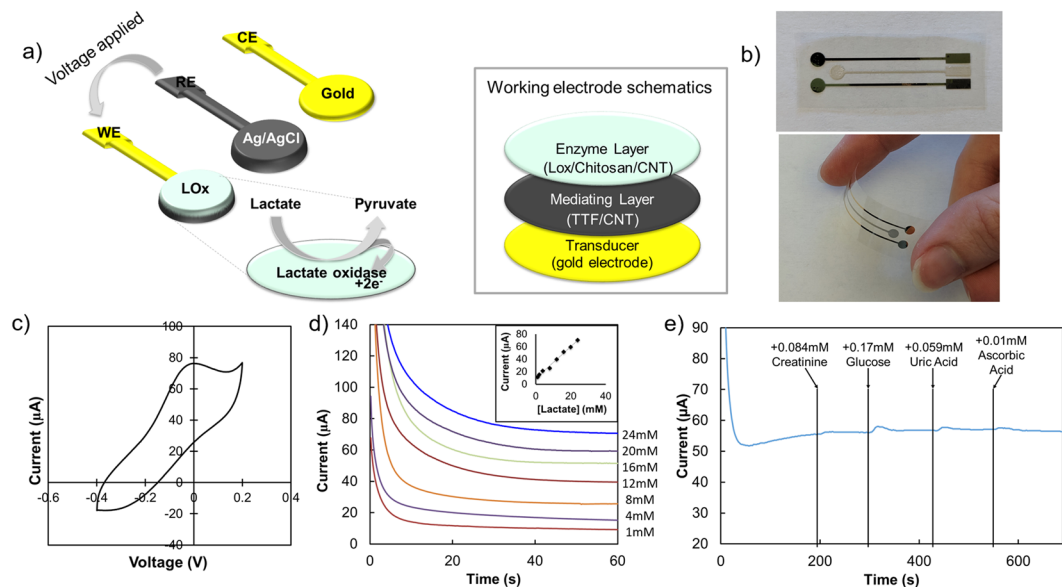 a)
Voltage applied
CE
Gold
RE
Ag/AgCl
WE
LOx
Lactate
Pyruvate
Lactate oxidase
+2e-
Working electrode schematics
Enzyme Layer
(Lox/Chitosan/CNT)
Mediating Layer
(TTF/CNT)
Transducer
(gold electrode)
b)
c)
Current (µA)
100
80
60
40
20
0
-20
-40
-0.6
-0.4
-0.2
0
0.2
0.4
Voltage (V)
d)
Current (µA)
140
120
100
80
60
40
20
0
0
20
40
60
Time (s)
24mM
20mM
16mM
12mM
8mM
4mM
1mM
Current (µA)
80
60
40
20
0
0
20
40
[Lactate] (mM)
e)
Current (µA)
90
80
70
60
50
40
30
20
0
200
400
600
Time (s)
+0.084mM
Creatinine
+0.17mM
Glucose
+0.059mM
Uric Acid
+0.01mM
Ascorbic
Acid